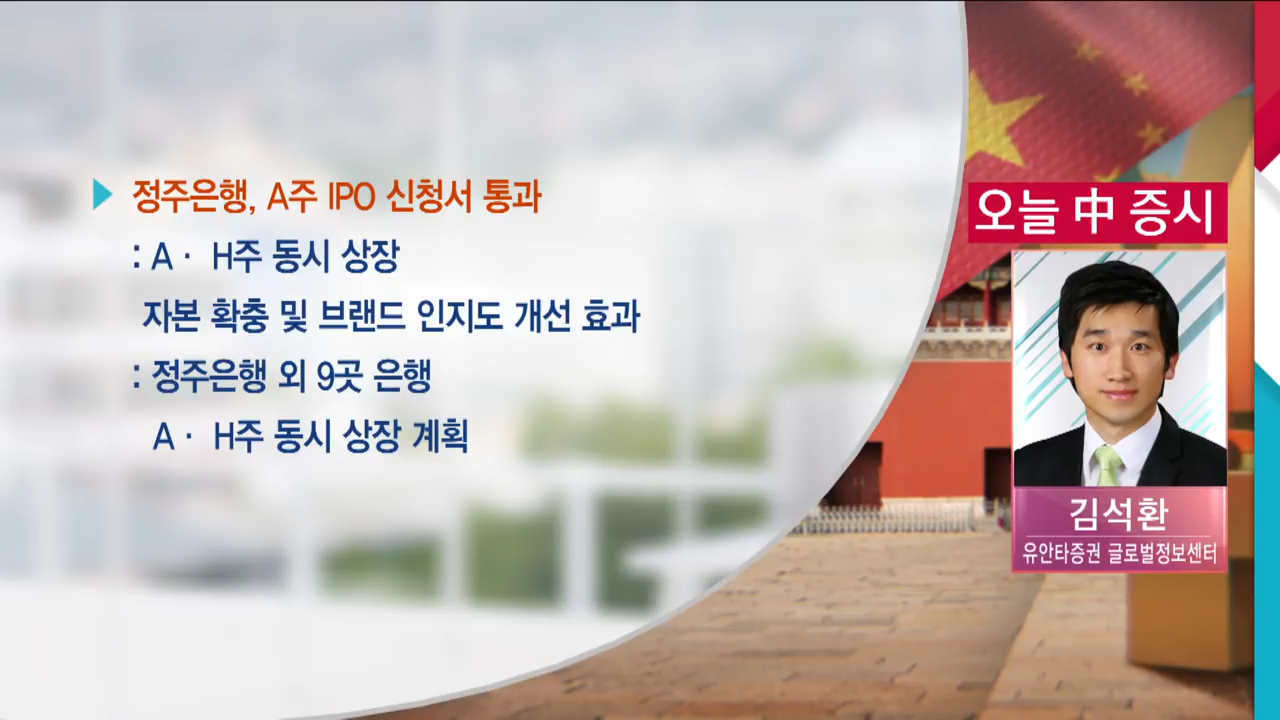 ▶ 정주은행, A주 IPO 신청서 통과
: A · H주 동시 상장
자본 확충 및 브랜드 인지도 개선 효과
: 정주은행 외 9곳 은행
A · H주 동시 상장 계획
오늘 中 증시
김석환
유안타증권 글로벌정보센터